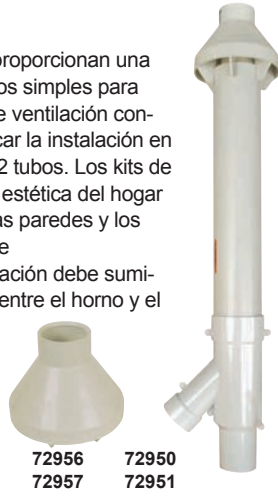 proporcionan una
os simples para
e ventilación con-
car la instalación en
2 tubos. Los kits de
estética del hogar
as paredes y los
e
ación debe sumi-
entre el horno y el
72956 72950
72957 72951